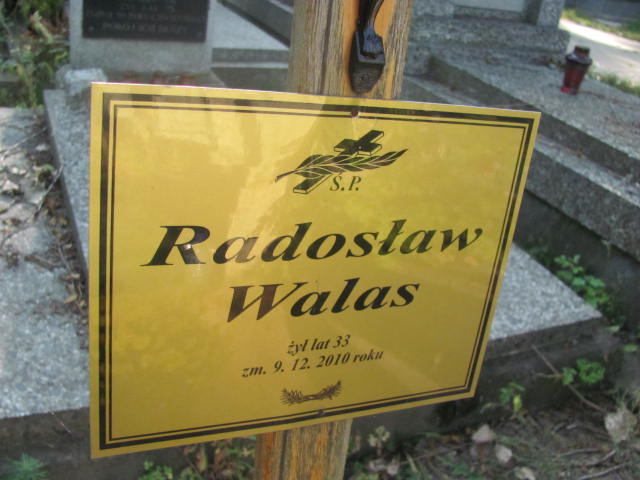 Ś.P.
Radosław
Walas
żył lat 33
zm. 9. 12. 2010 roku